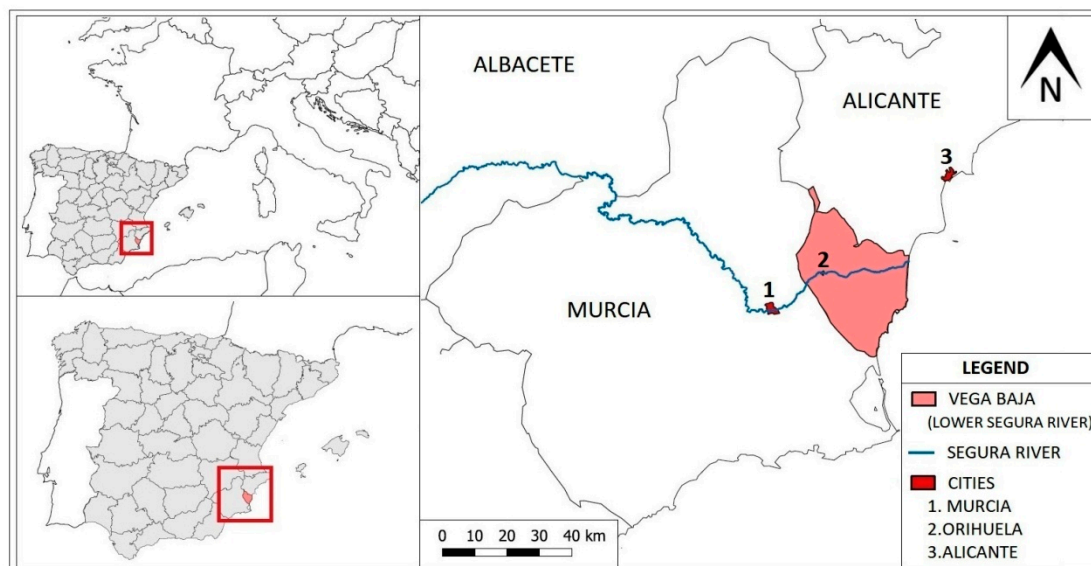 ALBACETE
ALICANTE
N
3
2
1
MURCIA
LEGEND
VEGA BAJA
(LOWER SEGURA RIVER)
SEGURA RIVER
CITIES
1. MURCIA
2.ORIHUELA
3.ALICANTE
0 10 20 30 40 km